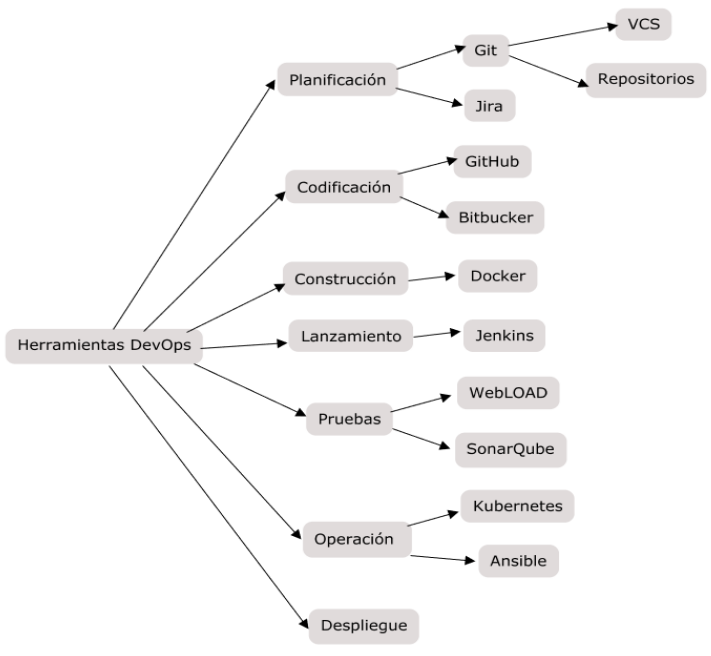 Herramientas DevOps
Planificación
Git
VCS
Repositorios
Jira
Codificación
GitHub
Bitbucker
Construcción
Docker
Lanzamiento
Jenkins
Pruebas
WebLOAD
SonarQube
Operación
Kubernetes
Ansible
Despliegue